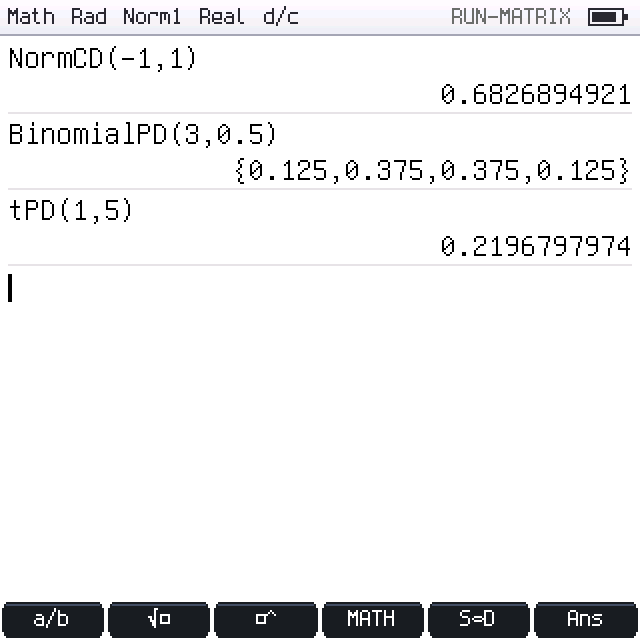 Math Rad Norm1 Real d/c RUN-MATRIX
NormCD(-1,1)
0.6826894921
BinomialPD(3,0.5)
{0.125,0.375,0.375,0.125}
tPD(1,5)
0.2196797974
a/b √□ □^ MATH S=D Ans